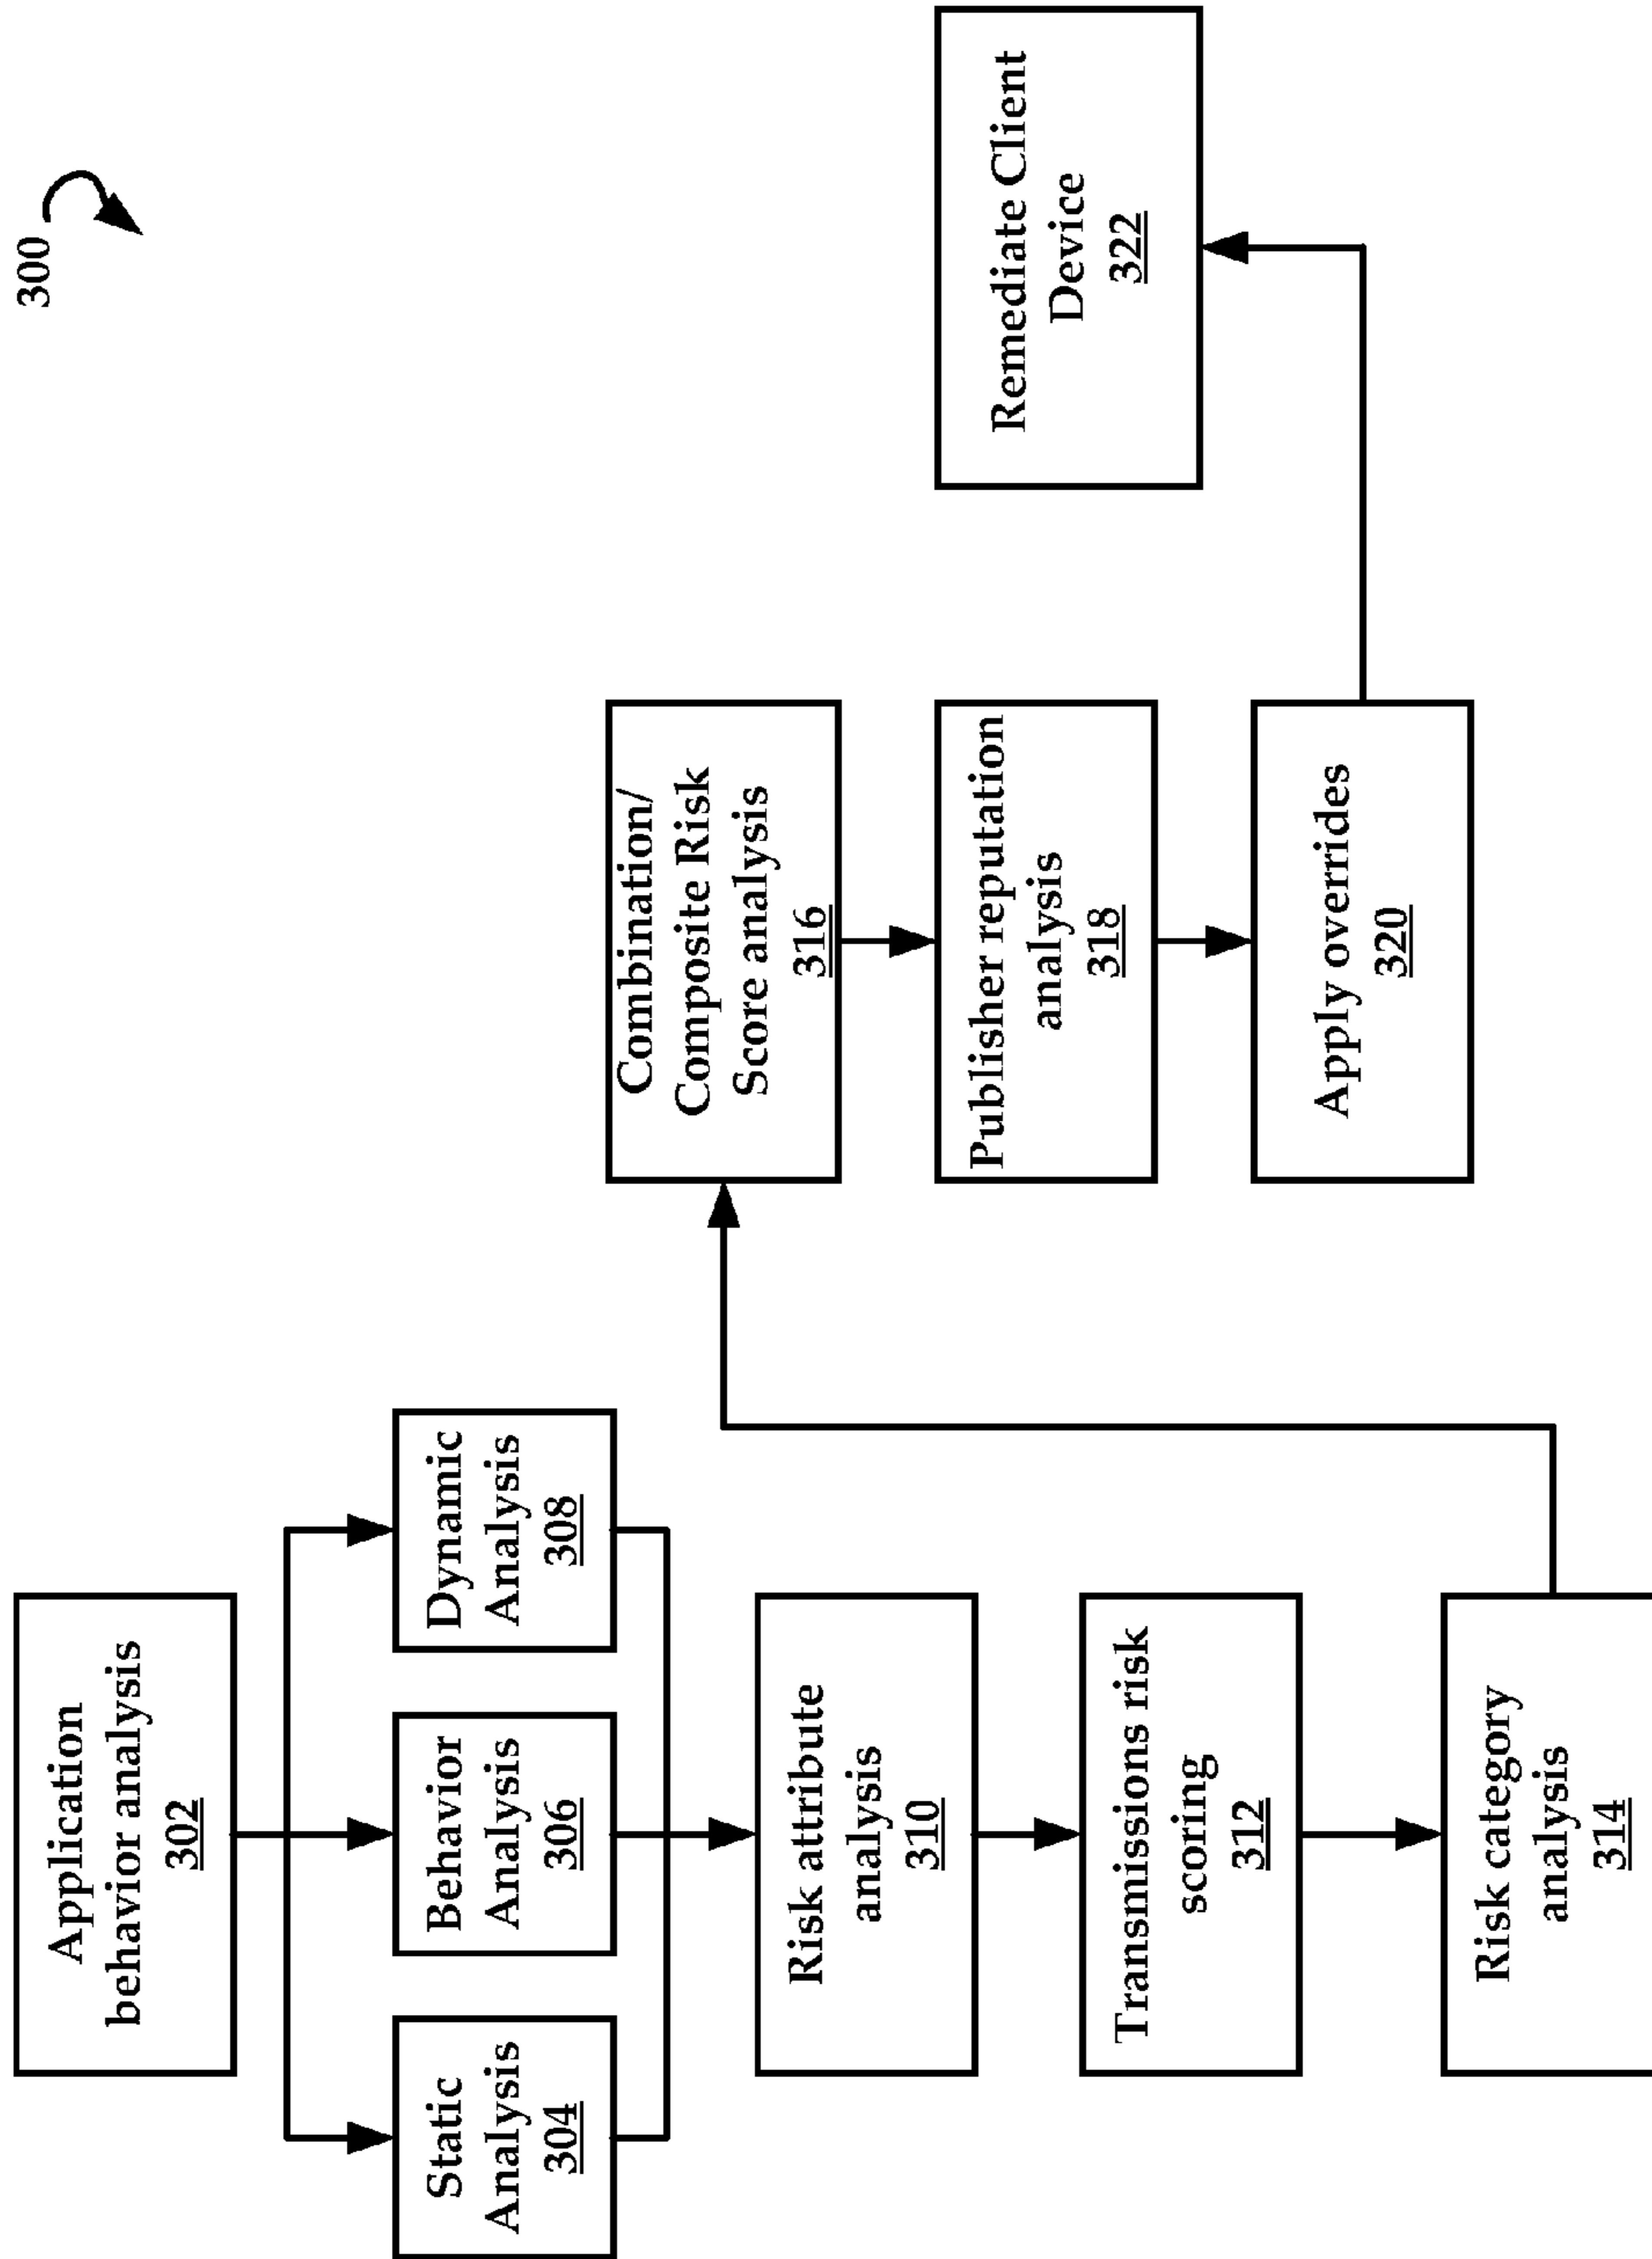 300
Application
behavior analysis
302
Static
Analysis
304
Behavior
Analysis
306
Dynamic
Analysis
308
Risk attribute
analysis
310
Transmissions risk
scoring
312
Risk category
analysis
314
Combination/
Composite Risk
Score analysis
316
Publisher reputation
analysis
318
Apply overrides
320
Remediate Client
Device
322